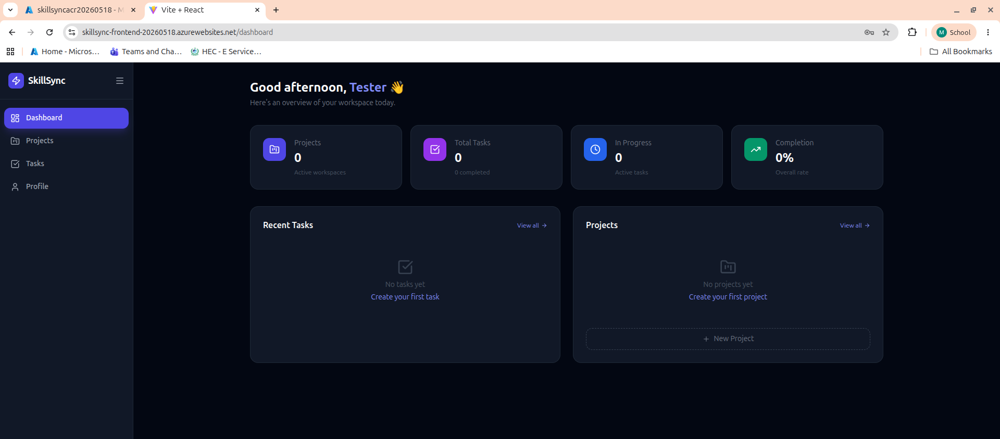 skillsyncacr20260518 - M
Vite + React
skillsync-frontend-20260518.azurewebsites.net/dashboard
M School
Home - Micros...
Teams and Cha...
HEC - E Service...
All Bookmarks
SkillSync
Dashboard
Projects
Tasks
Profile
Good afternoon, Tester 👋
Here's an overview of your workspace today.
Projects
0
Active workspaces
Total Tasks
0
0 completed
In Progress
0
Active tasks
Completion
0%
Overall rate
Recent Tasks
View all →
No tasks yet
Create your first task
Projects
View all →
No projects yet
Create your first project
+ New Project